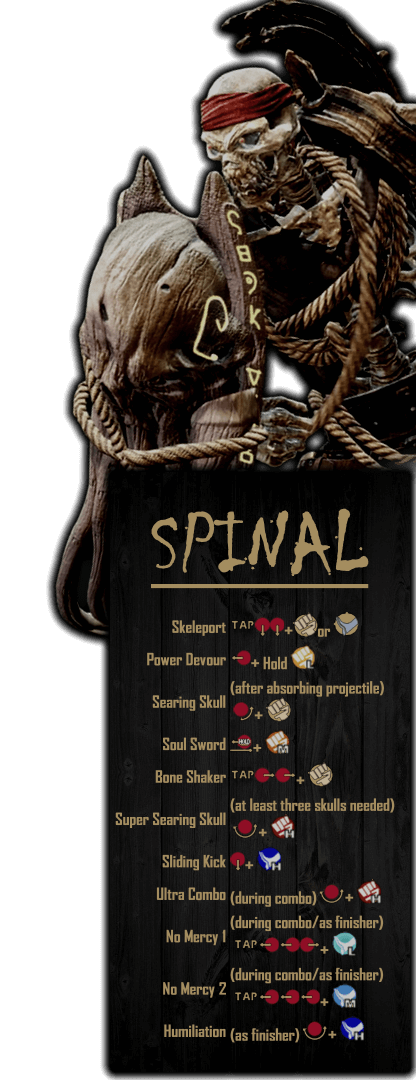 SPINAL
Skeleport TAP + or
Power Devour + Hold L
(after absorbing projectile)
Searing Skull +
Soul Sword HOLD + M
Bone Shaker TAP +
(at least three skulls needed)
Super Searing Skull + H
Sliding Kick + H
Ultra Combo (during combo) + H
(during combo/as finisher)
No Mercy 1 TAP + L
(during combo/as finisher)
No Mercy 2 TAP + M
Humiliation (as finisher) + H